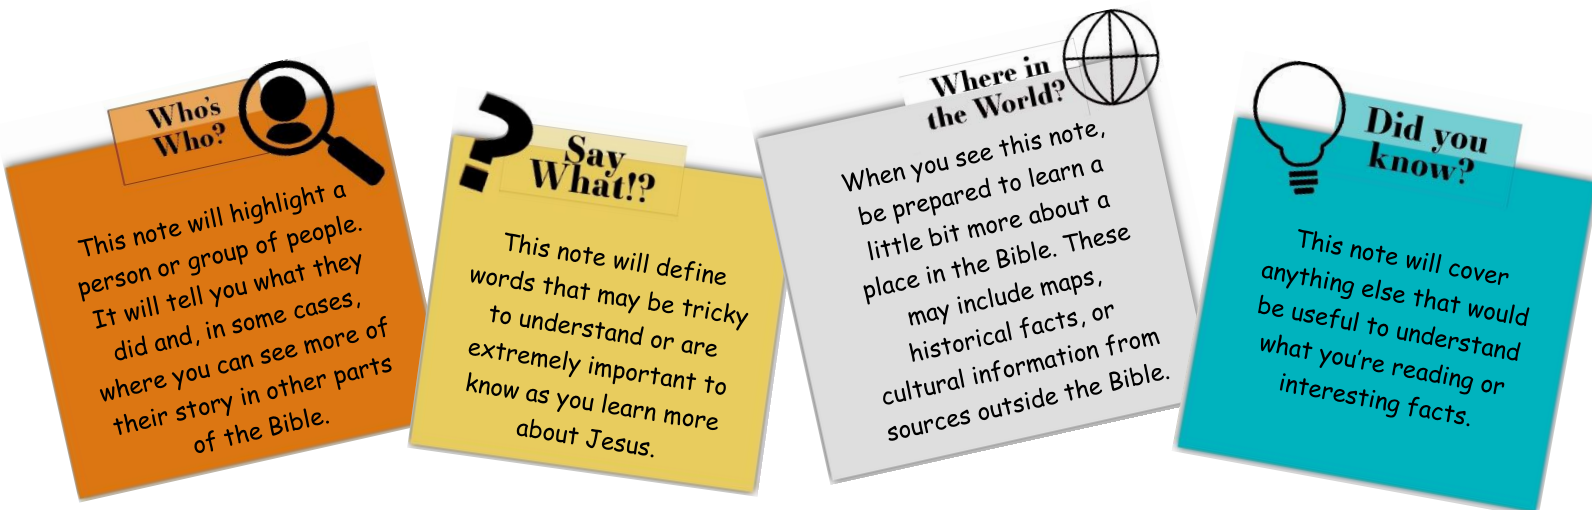 Who's
Who?
This note will highlight a
person or group of people.
It will tell you what they
did and, in some cases,
where you can see more of
their story in other parts
of the Bible.
Say
What!?
This note will define
words that may be tricky
to understand or are
extremely important to
know as you learn more
about Jesus.
Where in
the World?
When you see this note,
be prepared to learn a
little bit more about a
place in the Bible. These
may include maps,
historical facts, or
cultural information from
sources outside the Bible.
Did you
know?
This note will cover
anything else that would
be useful to understand
what you're reading or
interesting facts.